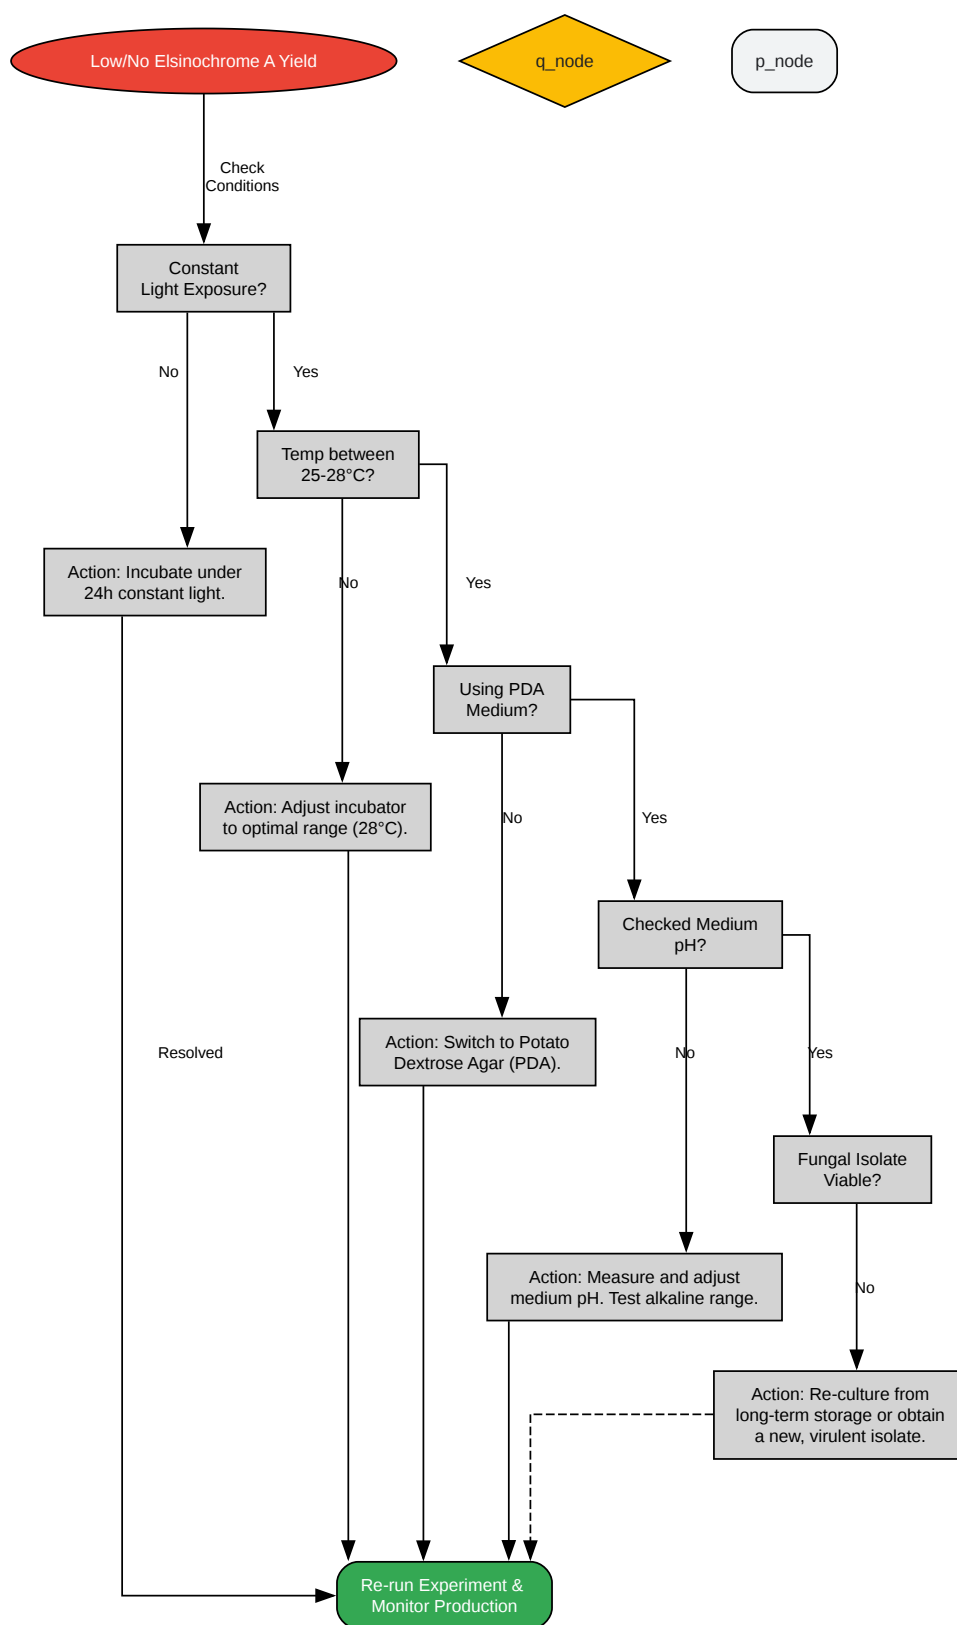 Low/No Elsinochrome A Yield
q_node
p_node
Check
Conditions
Constant
Light Exposure?
No
Yes
Temp between
25-28°C?
Action: Incubate under
24h constant light.
No
Yes
Using PDA
Medium?
Action: Adjust incubator
to optimal range (28°C).
No
Yes
Checked Medium
pH?
Action: Switch to Potato
Dextrose Agar (PDA).
Resolved
No
Yes
Fungal Isolate
Viable?
Action: Measure and adjust
medium pH. Test alkaline range.
No
Action: Re-culture from
long-term storage or obtain
a new, virulent isolate.
Re-run Experiment &
Monitor Production